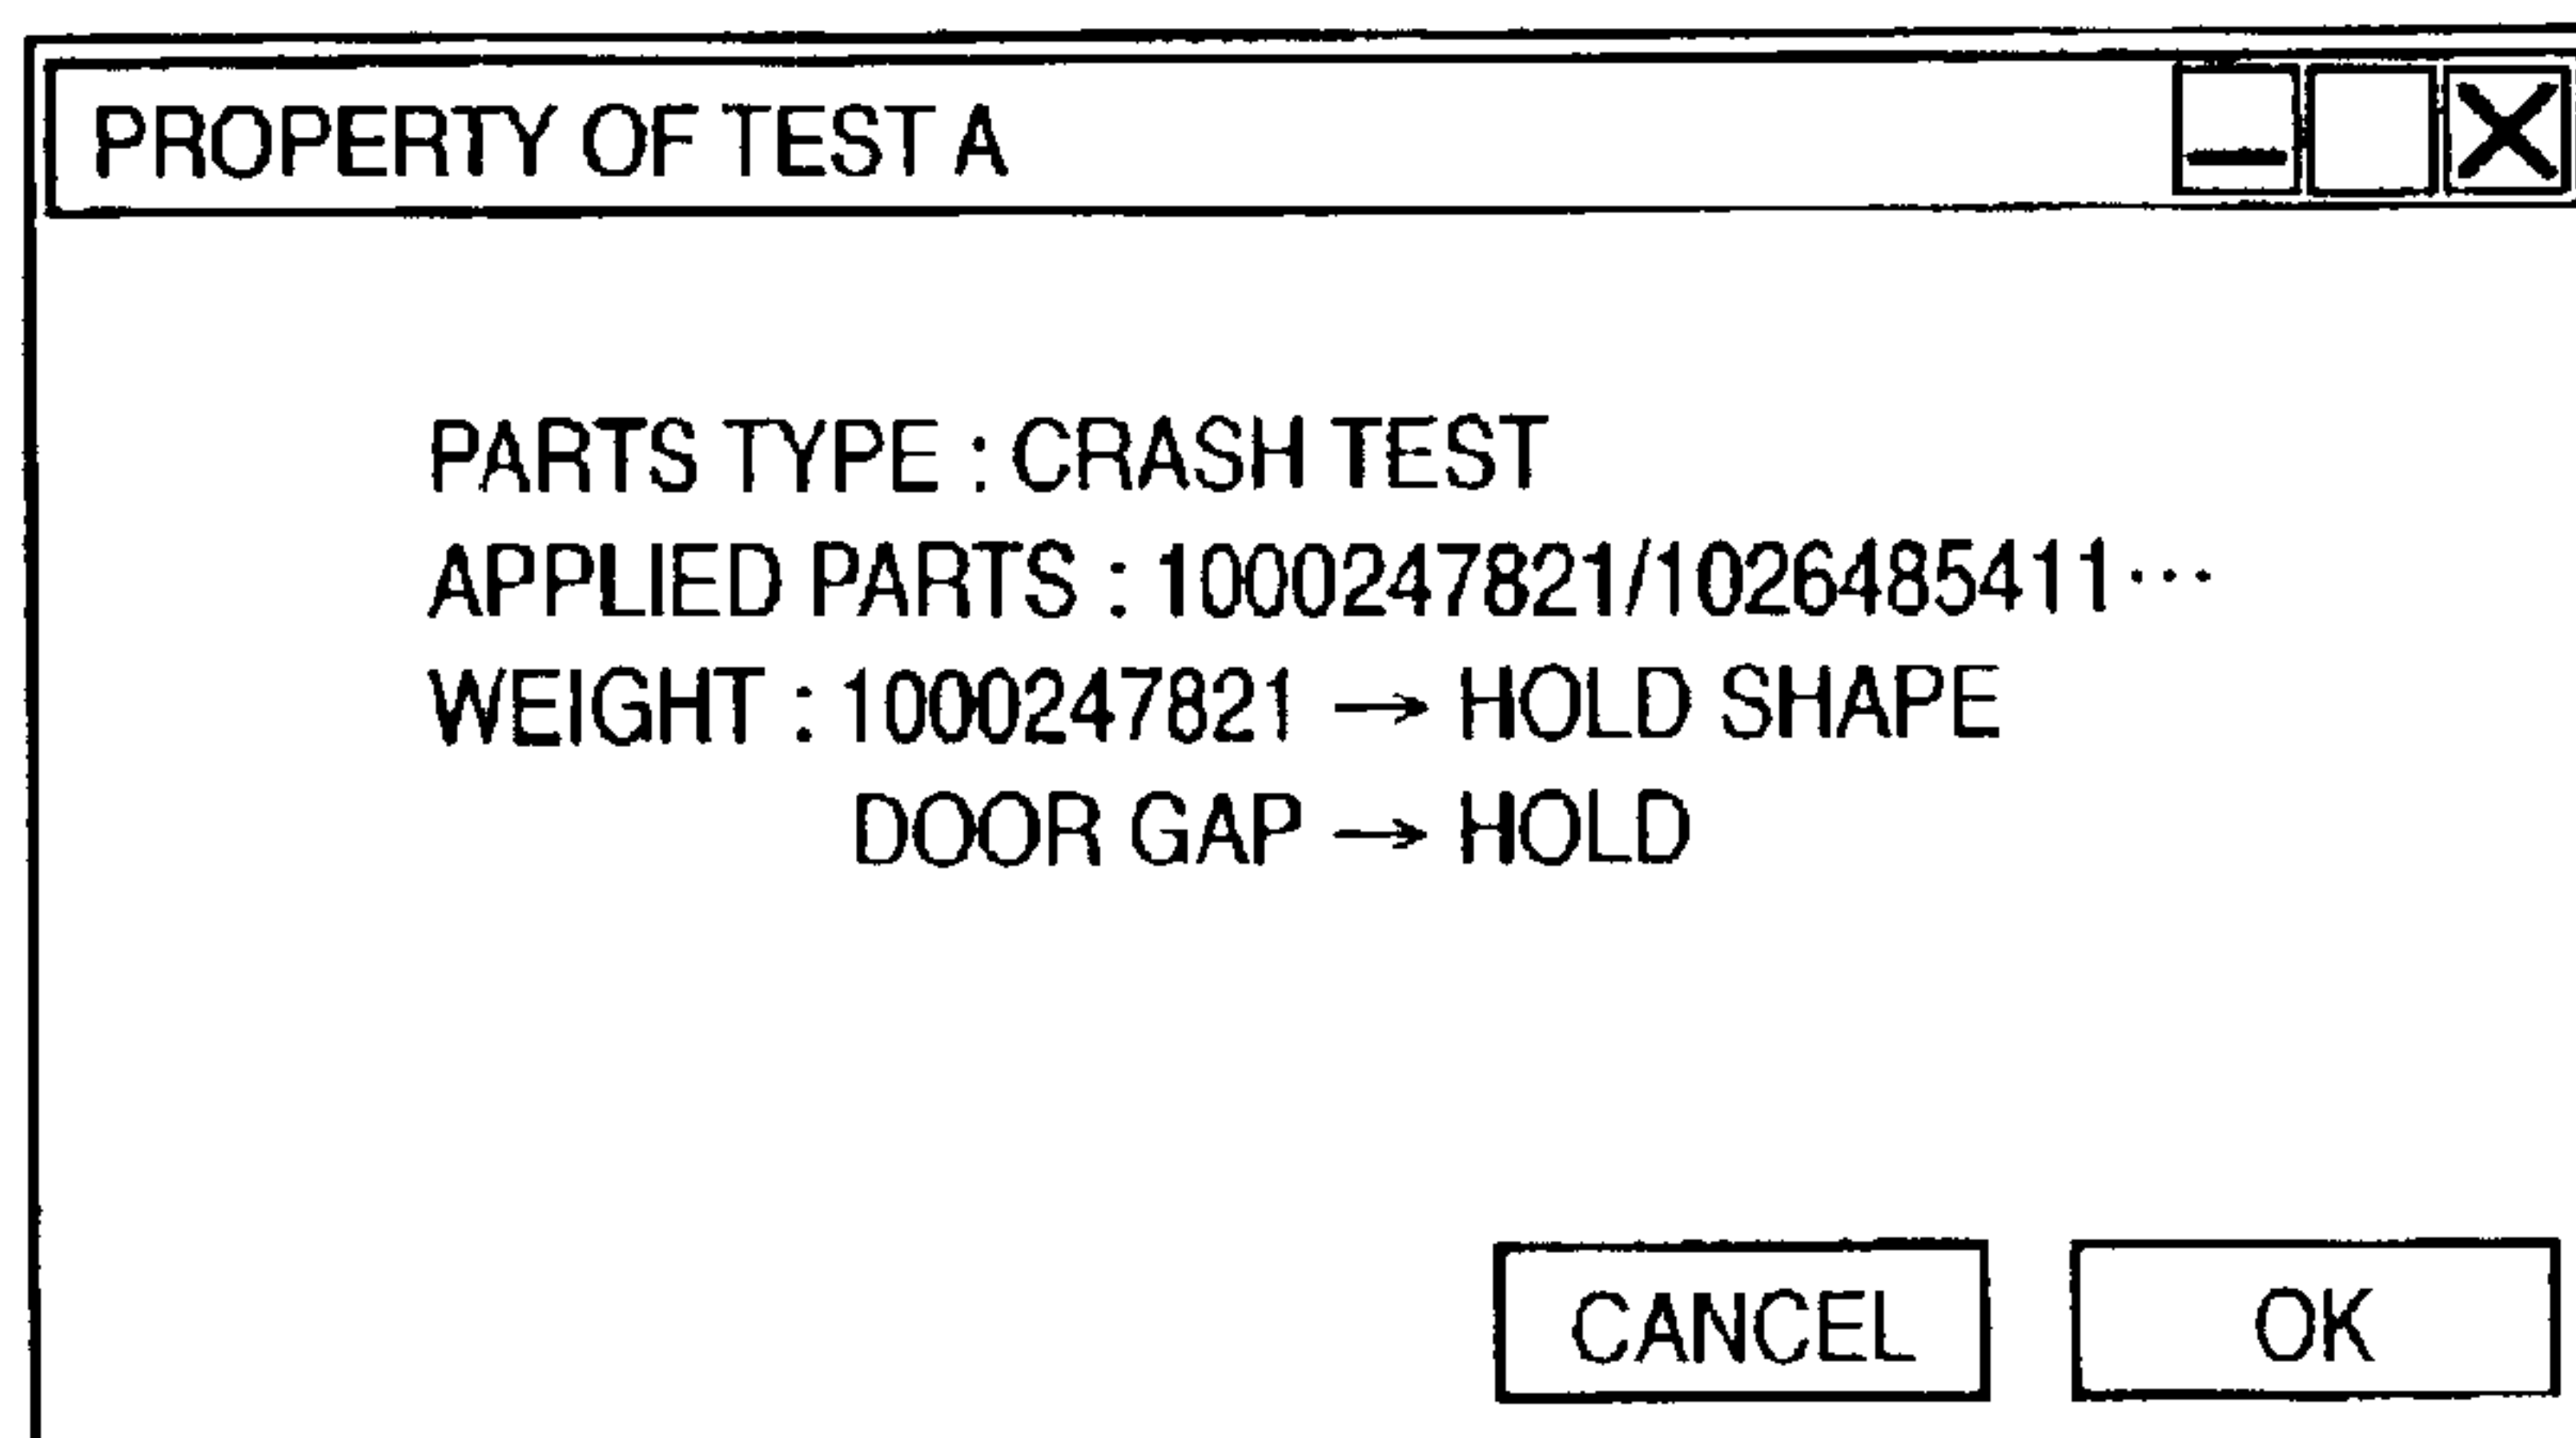 PROPERTY OF TEST A
PARTS TYPE : CRASH TEST
APPLIED PARTS : 1000247821/1026485411···
WEIGHT : 1000247821 → HOLD SHAPE
DOOR GAP → HOLD
CANCEL OK